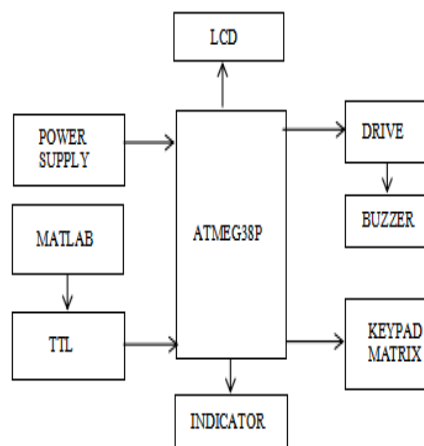 LCD
POWER
SUPPLY
DRIVE
MATLAB
ATMEG38P
BUZZER
TTL
KEYPAD
MATRIX
INDICATOR